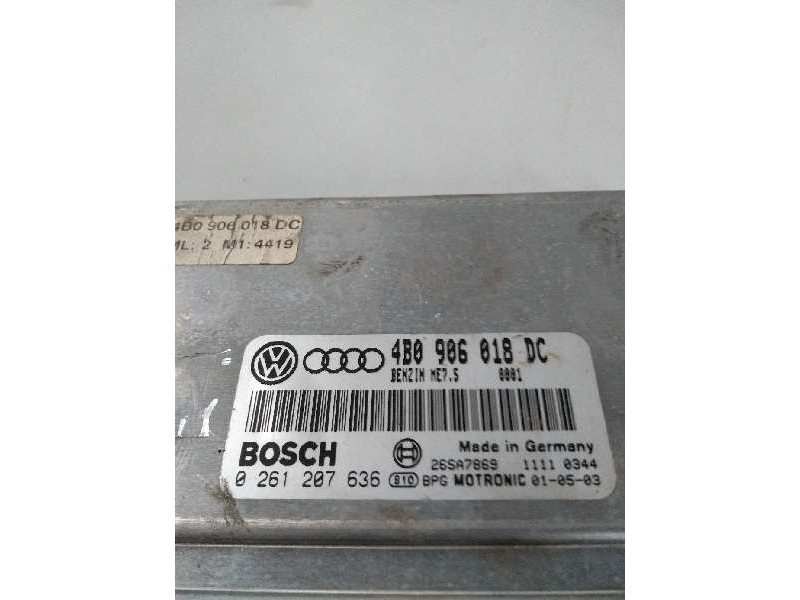 4B0 906 018 DC
ML: 2 M1:4419
4B0 906 018 DC
BENZIN ME7.5 0001
BOSCH
Made in Germany
26SA7869 1111 0344
0 261 207 636 S10 BPG MOTRONIC 01-05-03